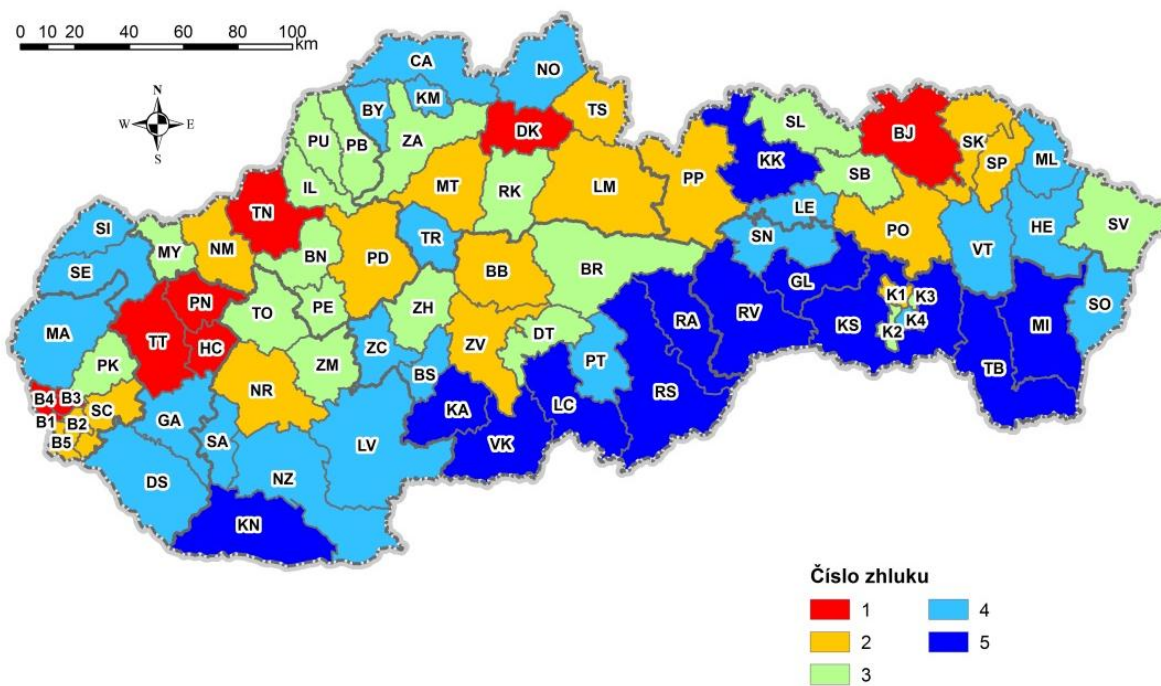 0 10 20 40 60 80 100
km
N
W E
S
CA
NO
KM
BY
TS
DK
PU
PB
ZA
SL
BJ
SK
SP
ML
KK
SB
IL
MT
RK
LM
PP
TN
LE
HE
SV
SI
MY
NM
TR
SN
PO
VT
BN
PD
BB
BR
SE
GL
PN
TO
PE
ZH
K1
K3
SO
MA
TT
HC
DT
RA
RV
KS
K4
K2
MI
PK
ZM
ZC
ZV
PT
TB
B4
B3
SC
NR
BS
RS
B1
B2
GA
KA
LC
B5
SA
LV
VK
DS
NZ
KN
Číslo zhluku
1 4
2 5
3